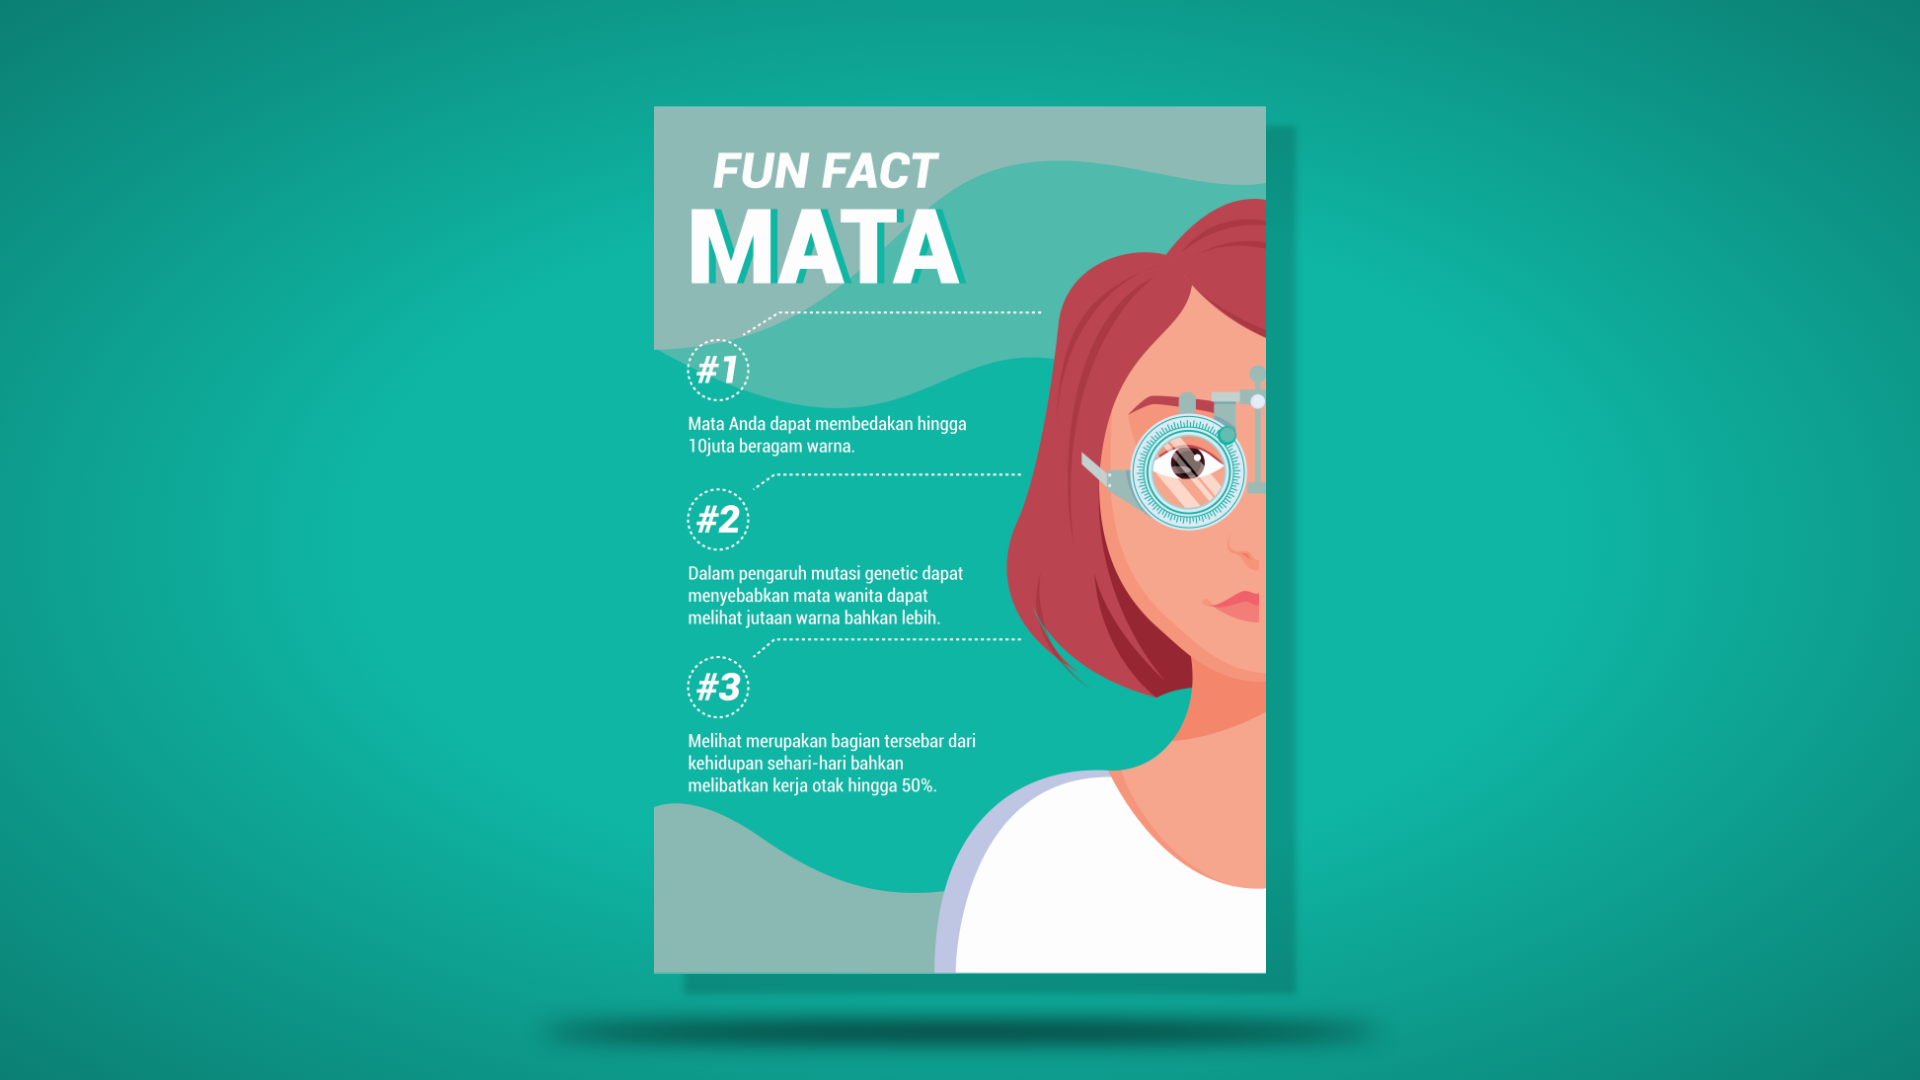 FUN FACT
MATA
#1
Mata Anda dapat membedakan hingga
10juta beragam warna.
#2
Dalam pengaruh mutasi genetic dapat
menyebabkan mata wanita dapat
melihat jutaan warna bahkan lebih.
#3
Melihat merupakan bagian tersebar dari
kehidupan sehari-hari bahkan
melibatkan kerja otak hingga 50%.